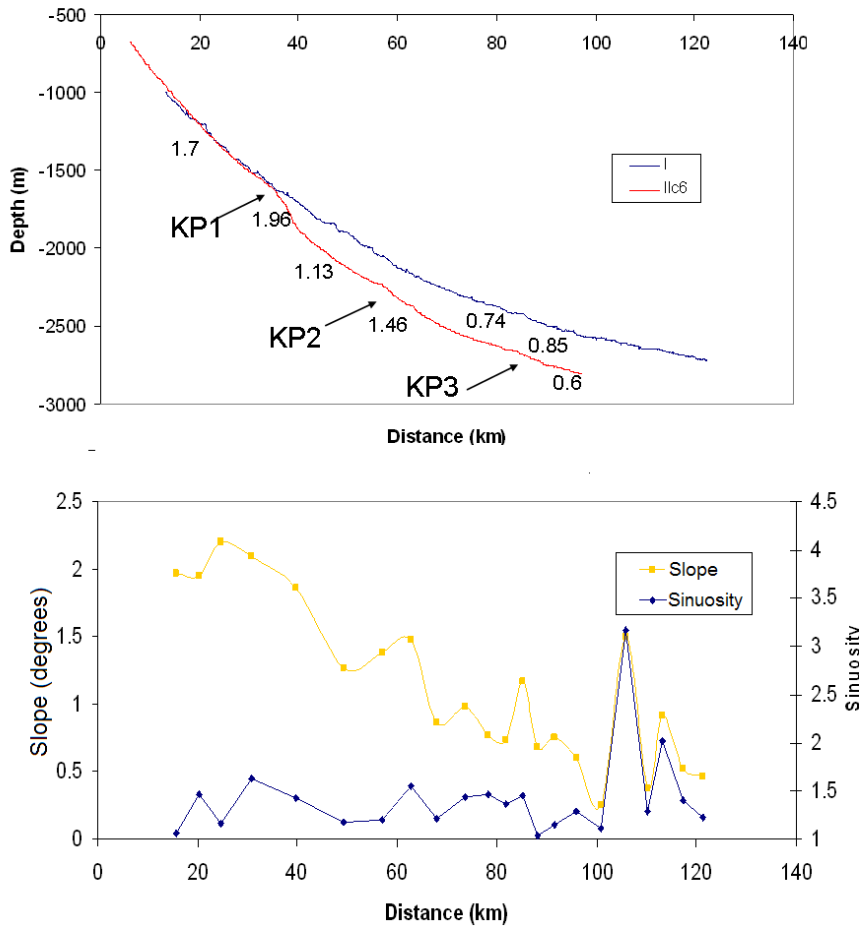 -500
0 20 40 60 80 100 120 140
-1000
-1500
-2000
-2500
-3000
Depth (m)
I
IIc6
1.7
KP1
1.96
1.13
KP2
1.46
0.74
0.85
KP3
0.6
Distance (km)
2.5
2
1.5
1
0.5
0
Slope (degrees)
4.5
4
3.5
3
2.5
2
1.5
1
Sinuosity
Slope
Sinuosity
0 20 40 60 80 100 120 140
Distance (km)